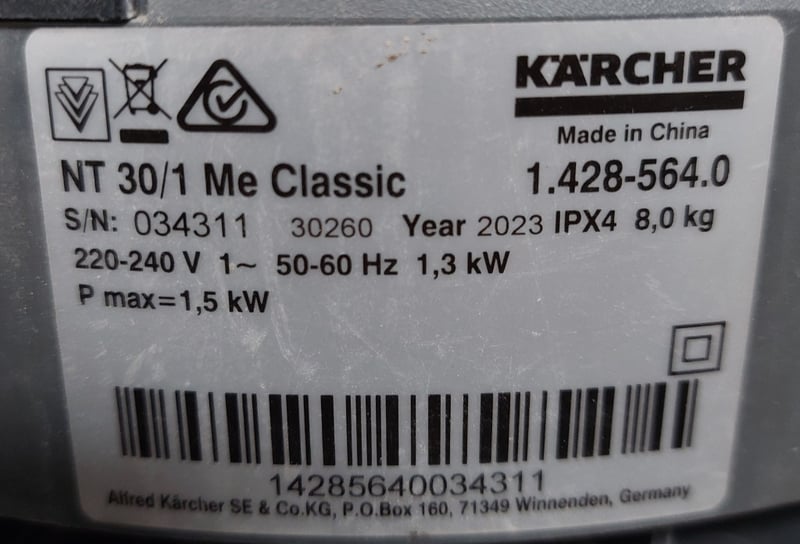 KÄRCHER
Made in China
NT 30/1 Me Classic 1.428-564.0
S/N: 034311 30260 Year 2023 IPX4 8,0 kg
220-240 V 1~ 50-60 Hz 1,3 kW
P max=1,5 kW
14285640034311
Alfred Kärcher SE & Co.KG, P.O.Box 160, 71349 Winnenden, Germany